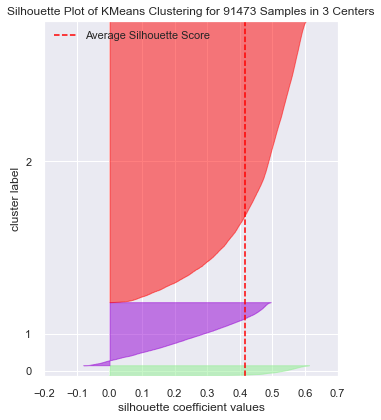 Silhouette Plot of KMeans Clustering for 91473 Samples in 3 Centers
Average Silhouette Score
cluster label
2
1
0
−0.2 −0.1 0.0 0.1 0.2 0.3 0.4 0.5 0.6 0.7
silhouette coefficient values